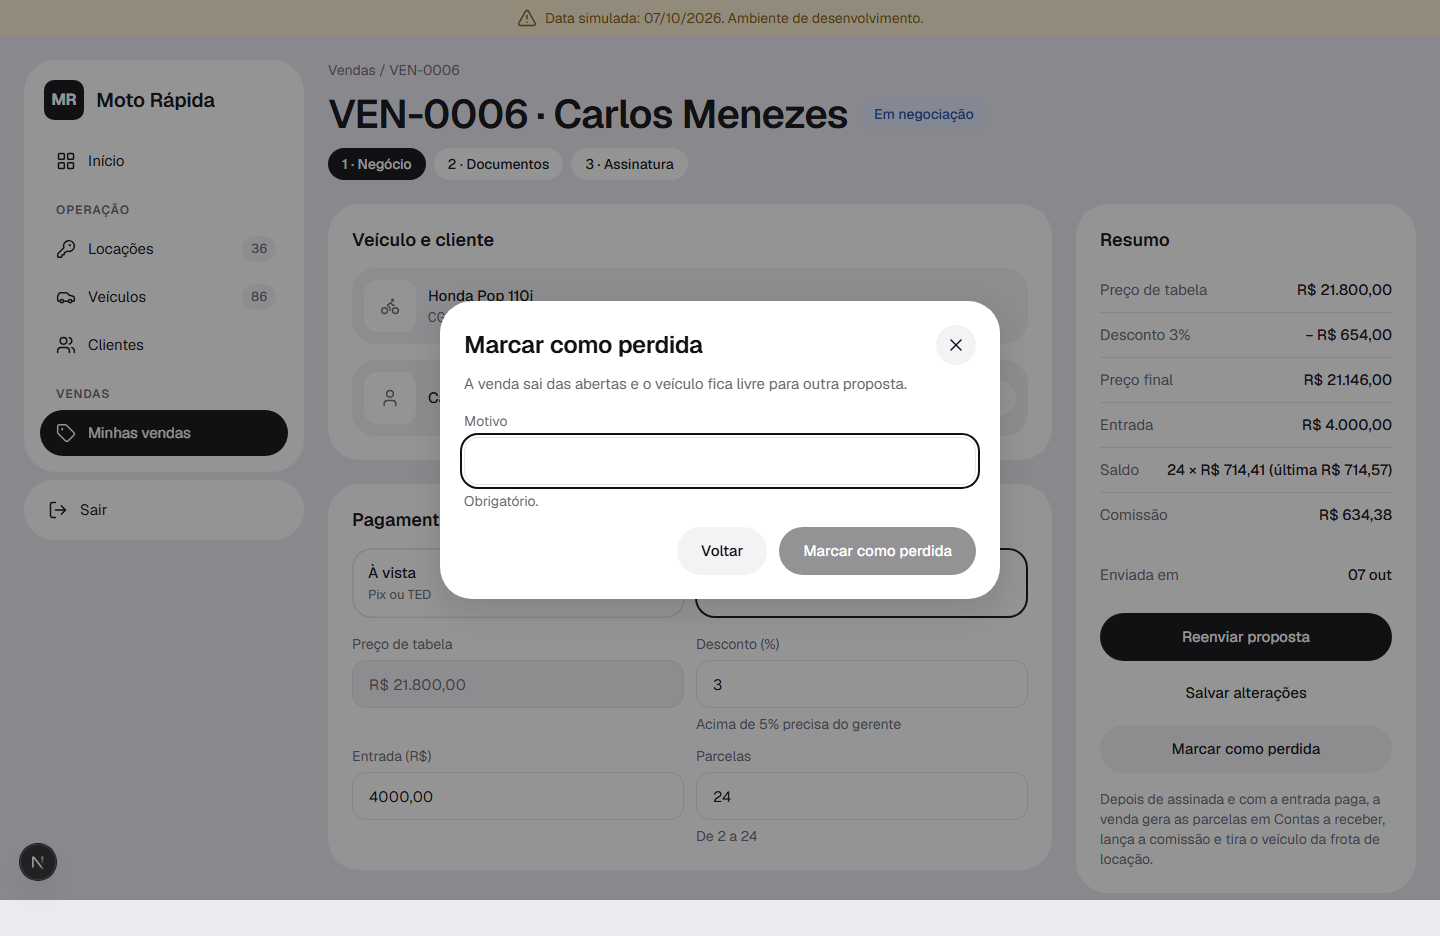 Data simulada: 07/10/2026. Ambiente de desenvolvimento.
MR Moto Rápida
Início
OPERAÇÃO
Locações 36
Veículos 86
Clientes
VENDAS
Minhas vendas
Sair
Vendas / VEN-0006
VEN-0006 · Carlos Menezes Em negociação
1 · Negócio 2 · Documentos 3 · Assinatura
Veículo e cliente
Honda Pop 110i
Marcar como perdida
A venda sai das abertas e o veículo fica livre para outra proposta.
Motivo
Obrigatório.
Voltar Marcar como perdida
À vista
Pix ou TED
Preço de tabela
R$ 21.800,00
Desconto (%)
3
Acima de 5% precisa do gerente
Entrada (R$)
4000,00
Parcelas
24
De 2 a 24
Resumo
Preço de tabela R$ 21.800,00
Desconto 3% − R$ 654,00
Preço final R$ 21.146,00
Entrada R$ 4.000,00
Saldo 24 × R$ 714,41 (última R$ 714,57)
Comissão R$ 634,38
Enviada em 07 out
Reenviar proposta
Salvar alterações
Marcar como perdida
Depois de assinada e com a entrada paga, a
venda gera as parcelas em Contas a receber,
lança a comissão e tira o veículo da frota de
locação.
N